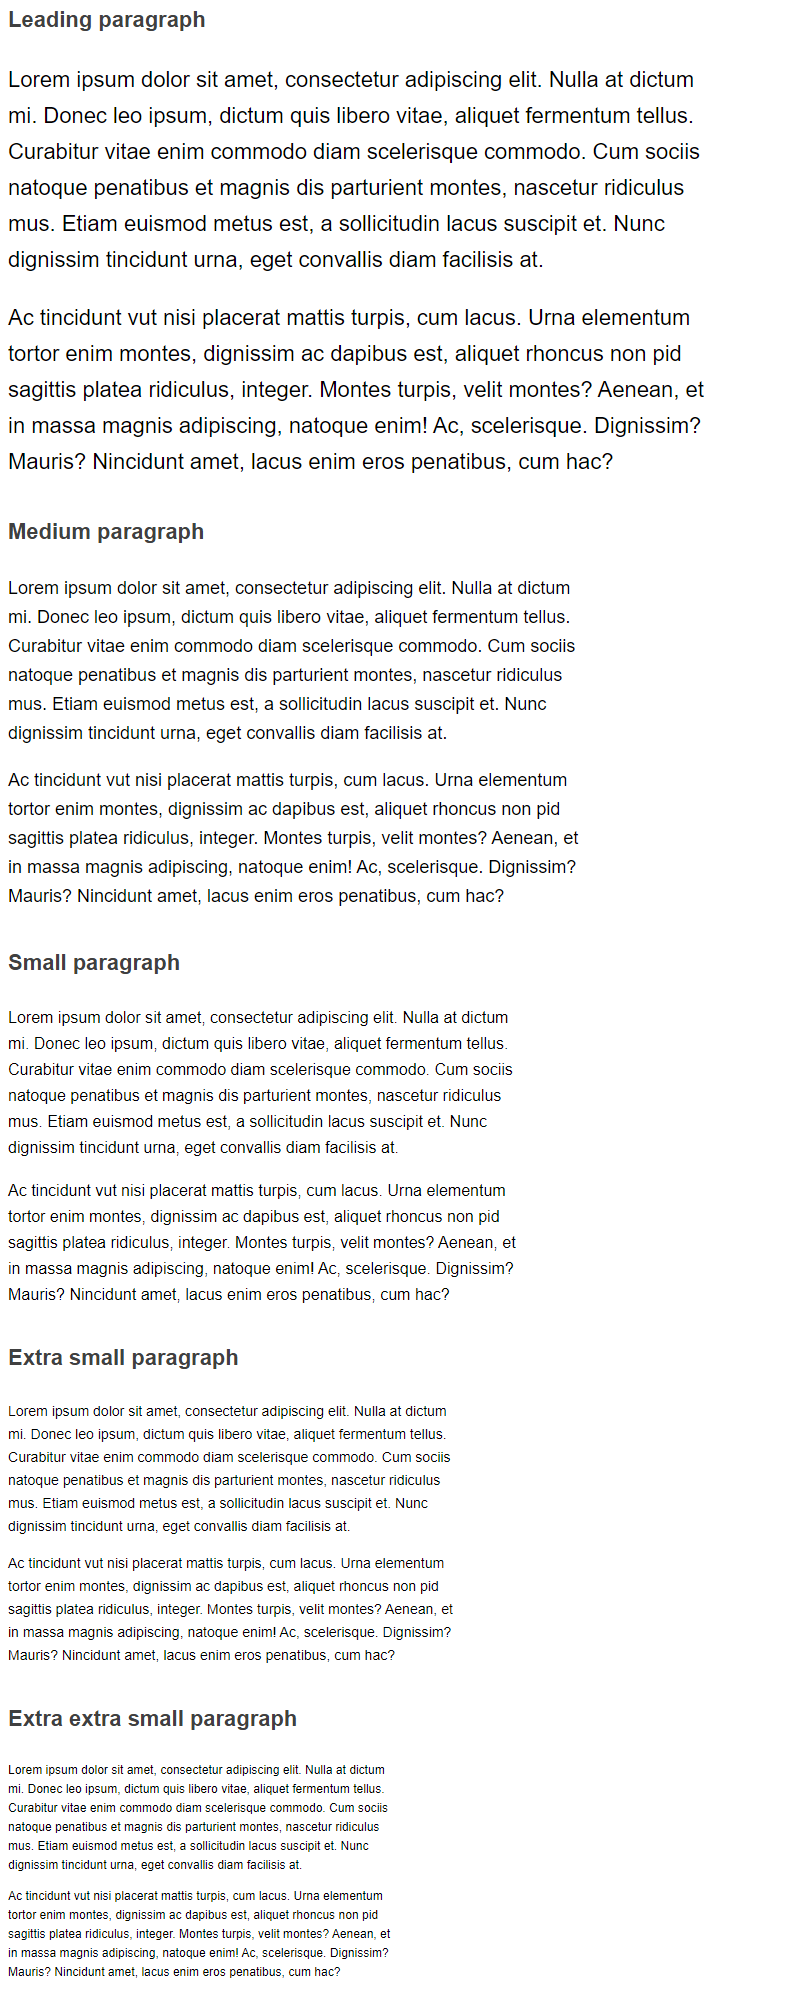 Leading paragraph
Lorem ipsum dolor sit amet, consectetur adipiscing elit. Nulla at dictum
mi. Donec leo ipsum, dictum quis libero vitae, aliquet fermentum tellus.
Curabitur vitae enim commodo diam scelerisque commodo. Cum sociis
natoque penatibus et magnis dis parturient montes, nascetur ridiculus
mus. Etiam euismod metus est, a sollicitudin lacus suscipit et. Nunc
dignissim tincidunt urna, eget convallis diam facilisis at.
Ac tincidunt vut nisi placerat mattis turpis, cum lacus. Urna elementum
tortor enim montes, dignissim ac dapibus est, aliquet rhoncus non pid
sagittis platea ridiculus, integer. Montes turpis, velit montes? Aenean, et
in massa magnis adipiscing, natoque enim! Ac, scelerisque. Dignissim?
Mauris? Nincidunt amet, lacus enim eros penatibus, cum hac?
Medium paragraph
Lorem ipsum dolor sit amet, consectetur adipiscing elit. Nulla at dictum
mi. Donec leo ipsum, dictum quis libero vitae, aliquet fermentum tellus.
Curabitur vitae enim commodo diam scelerisque commodo. Cum sociis
natoque penatibus et magnis dis parturient montes, nascetur ridiculus
mus. Etiam euismod metus est, a sollicitudin lacus suscipit et. Nunc
dignissim tincidunt urna, eget convallis diam facilisis at.
Ac tincidunt vut nisi placerat mattis turpis, cum lacus. Urna elementum
tortor enim montes, dignissim ac dapibus est, aliquet rhoncus non pid
sagittis platea ridiculus, integer. Montes turpis, velit montes? Aenean, et
in massa magnis adipiscing, natoque enim! Ac, scelerisque. Dignissim?
Mauris? Nincidunt amet, lacus enim eros penatibus, cum hac?
Small paragraph
Lorem ipsum dolor sit amet, consectetur adipiscing elit. Nulla at dictum
mi. Donec leo ipsum, dictum quis libero vitae, aliquet fermentum tellus.
Curabitur vitae enim commodo diam scelerisque commodo. Cum sociis
natoque penatibus et magnis dis parturient montes, nascetur ridiculus
mus. Etiam euismod metus est, a sollicitudin lacus suscipit et. Nunc
dignissim tincidunt urna, eget convallis diam facilisis at.
Ac tincidunt vut nisi placerat mattis turpis, cum lacus. Urna elementum
tortor enim montes, dignissim ac dapibus est, aliquet rhoncus non pid
sagittis platea ridiculus, integer. Montes turpis, velit montes? Aenean, et
in massa magnis adipiscing, natoque enim! Ac, scelerisque. Dignissim?
Mauris? Nincidunt amet, lacus enim eros penatibus, cum hac?
Extra small paragraph
Lorem ipsum dolor sit amet, consectetur adipiscing elit. Nulla at dictum
mi. Donec leo ipsum, dictum quis libero vitae, aliquet fermentum tellus.
Curabitur vitae enim commodo diam scelerisque commodo. Cum sociis
natoque penatibus et magnis dis parturient montes, nascetur ridiculus
mus. Etiam euismod metus est, a sollicitudin lacus suscipit et. Nunc
dignissim tincidunt urna, eget convallis diam facilisis at.
Ac tincidunt vut nisi placerat mattis turpis, cum lacus. Urna elementum
tortor enim montes, dignissim ac dapibus est, aliquet rhoncus non pid
sagittis platea ridiculus, integer. Montes turpis, velit montes? Aenean, et
in massa magnis adipiscing, natoque enim! Ac, scelerisque. Dignissim?
Mauris? Nincidunt amet, lacus enim eros penatibus, cum hac?
Extra extra small paragraph
Lorem ipsum dolor sit amet, consectetur adipiscing elit. Nulla at dictum
mi. Donec leo ipsum, dictum quis libero vitae, aliquet fermentum tellus.
Curabitur vitae enim commodo diam scelerisque commodo. Cum sociis
natoque penatibus et magnis dis parturient montes, nascetur ridiculus
mus. Etiam euismod metus est, a sollicitudin lacus suscipit et. Nunc
dignissim tincidunt urna, eget convallis diam facilisis at.
Ac tincidunt vut nisi placerat mattis turpis, cum lacus. Urna elementum
tortor enim montes, dignissim ac dapibus est, aliquet rhoncus non pid
sagittis platea ridiculus, integer. Montes turpis, velit montes? Aenean, et
in massa magnis adipiscing, natoque enim! Ac, scelerisque. Dignissim?
Mauris? Nincidunt amet, lacus enim eros penatibus, cum hac?